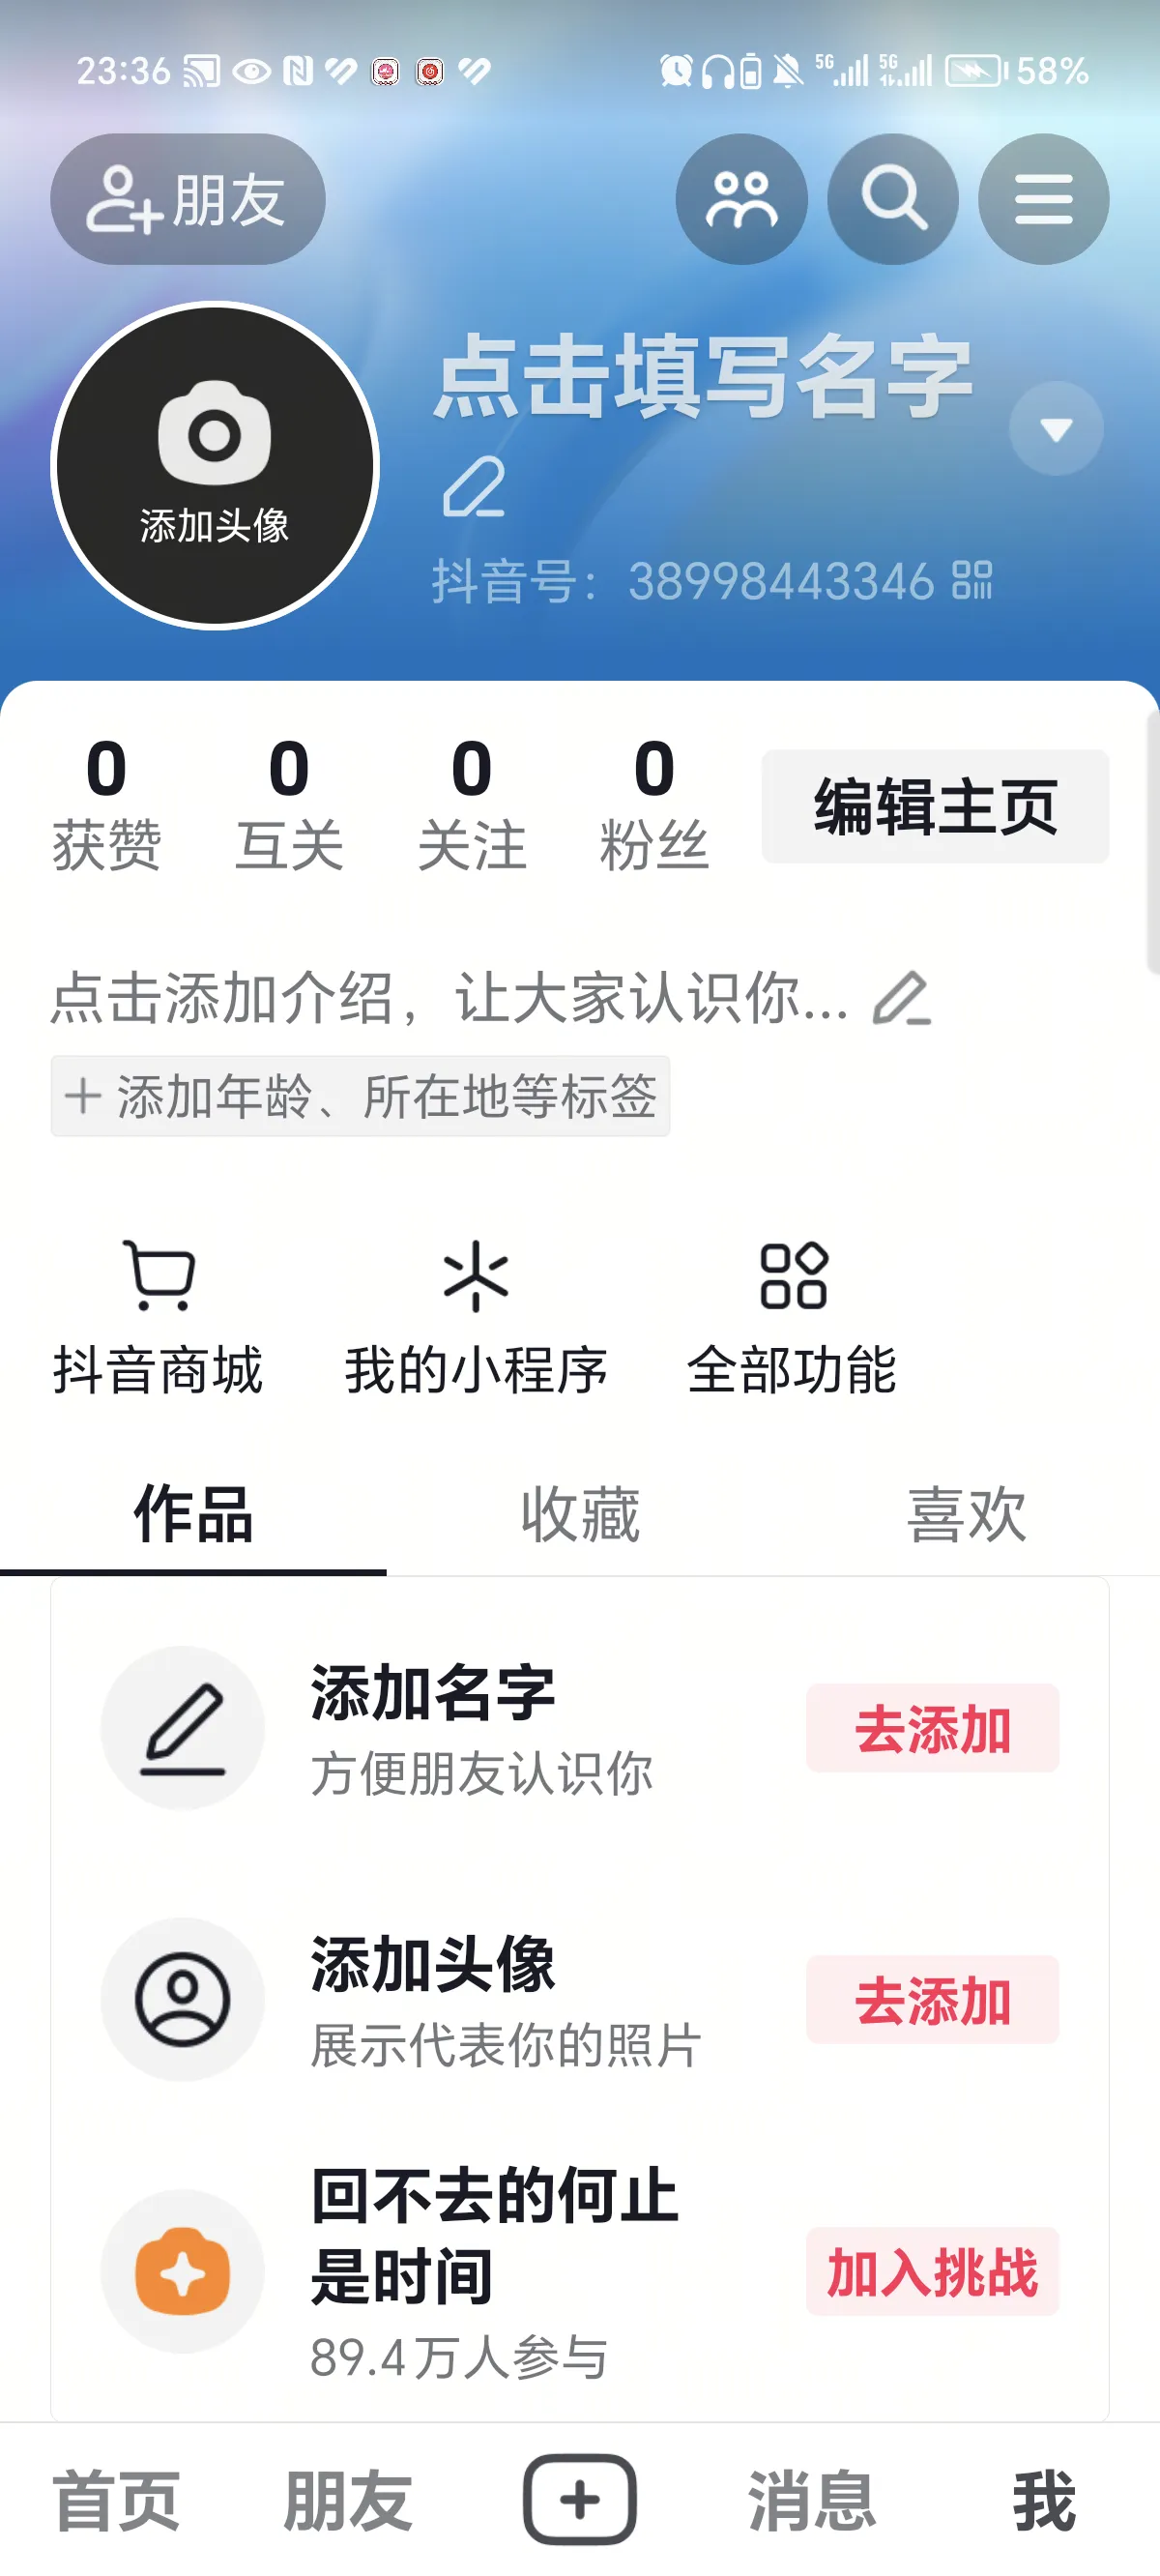 23:36 5G 5G 58%
朋友
点击填写名字
添加头像
抖音号：38998443346
0 0 0 0
获赞 互关 关注 粉丝
编辑主页
点击添加介绍，让大家认识你...
+ 添加年龄、所在地等标签
抖音商城 我的小程序 全部功能
作品 收藏 喜欢
添加名字
方便朋友认识你
去添加
添加头像
展示代表你的照片
去添加
回不去的何止
是时间
89.4万人参与
加入挑战
首页 朋友 消息 我